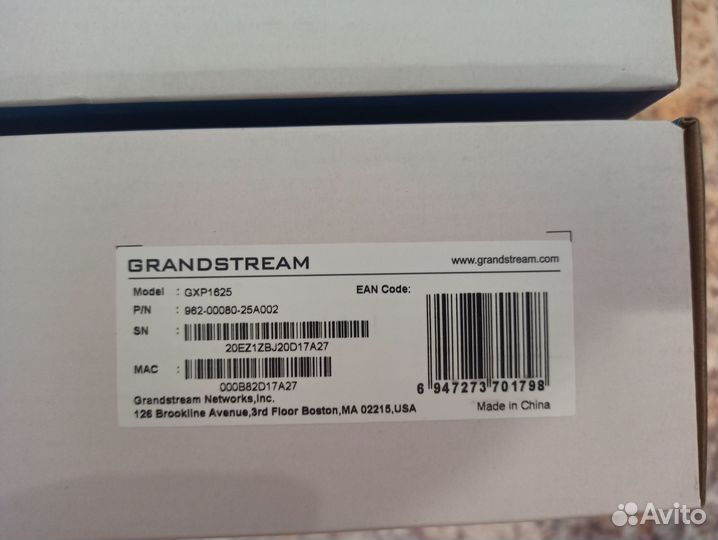 GRANDSTREAM
www.grandstream.com
Model : GXP1625
EAN Code:
P/N : 962-00080-25A002
SN :
20EZ1ZBJ20D17A27
MAC :
000B82D17A27
6 947273 701798
Grandstream Networks,Inc.
126 Brookline Avenue,3rd Floor Boston,MA 02215,USA
Made in China
Avito